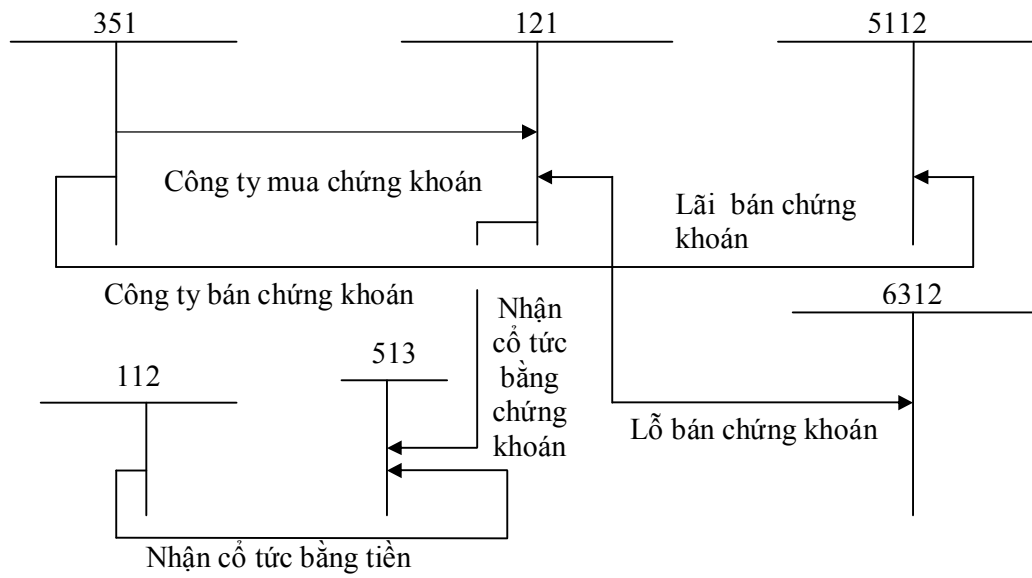 351
121
5112
Công ty mua chứng khoán
Lãi bán chứng
khoán
Công ty bán chứng khoán
6312
Nhận
cổ tức
bằng
chứng
khoán
513
112
Lỗ bán chứng khoán
Nhận cổ tức bằng tiền